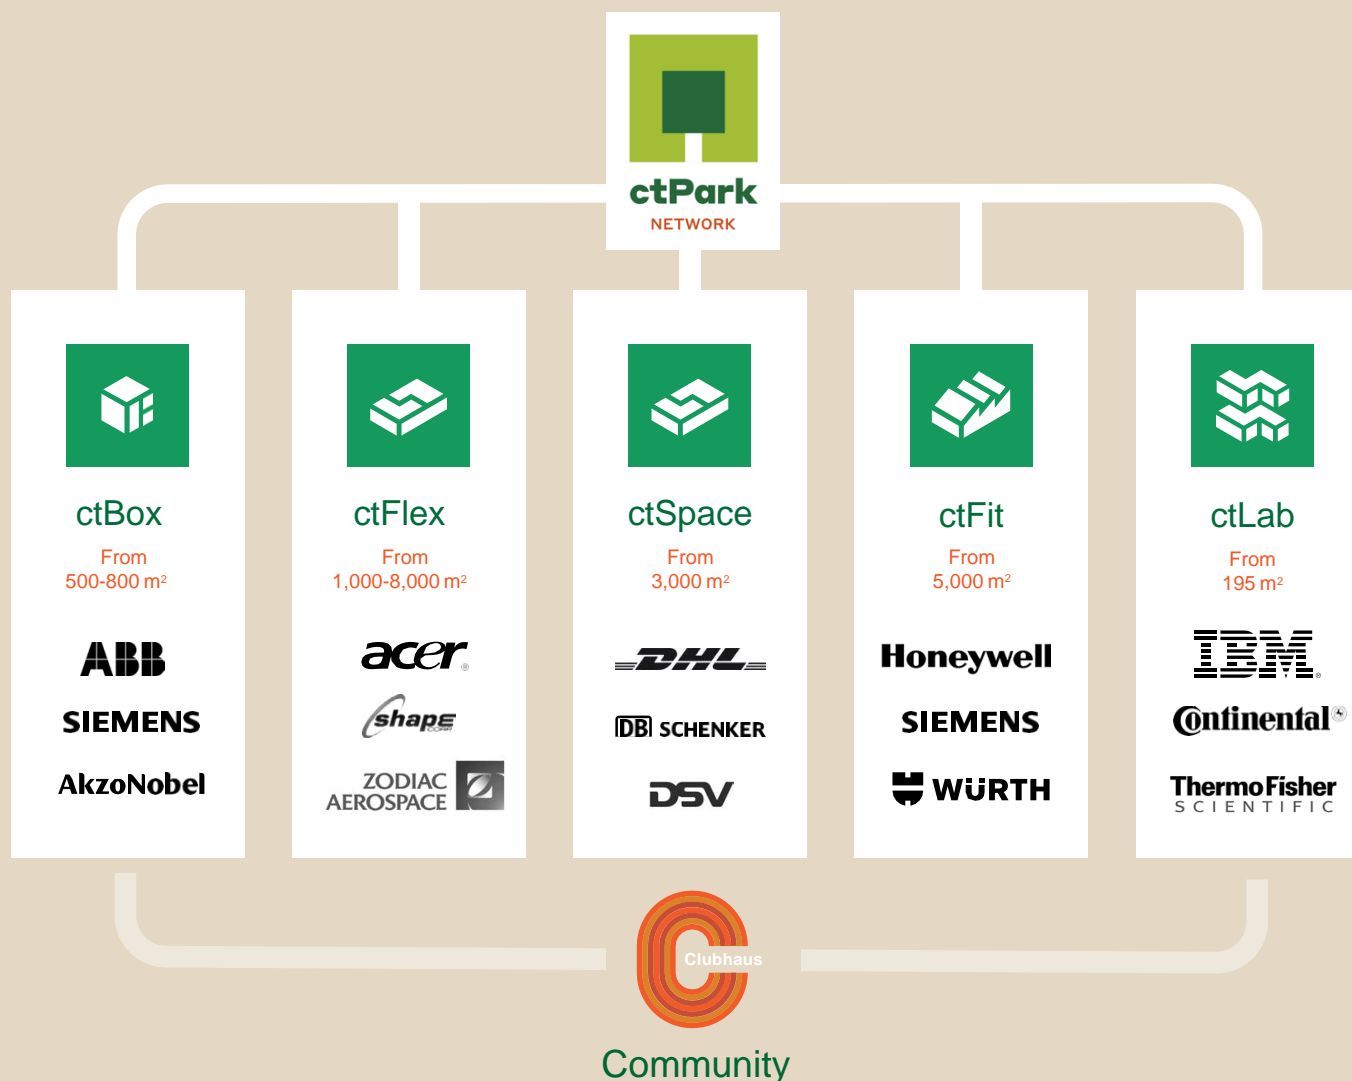 ctPark
NETWORK
ctBox
From
500-800 m²
ABB
SIEMENS
AkzoNobel
ctFlex
From
1,000-8,000 m²
acer
shape
CORP
ZODIAC
AEROSPACE
ctSpace
From
3,000 m²
DHL
DB SCHENKER
DSV
ctFit
From
5,000 m²
Honeywell
SIEMENS
WÜRTH
ctLab
From
195 m²
IBM
Continental
ThermoFisher
SCIENTIFIC
Clubhaus
Community